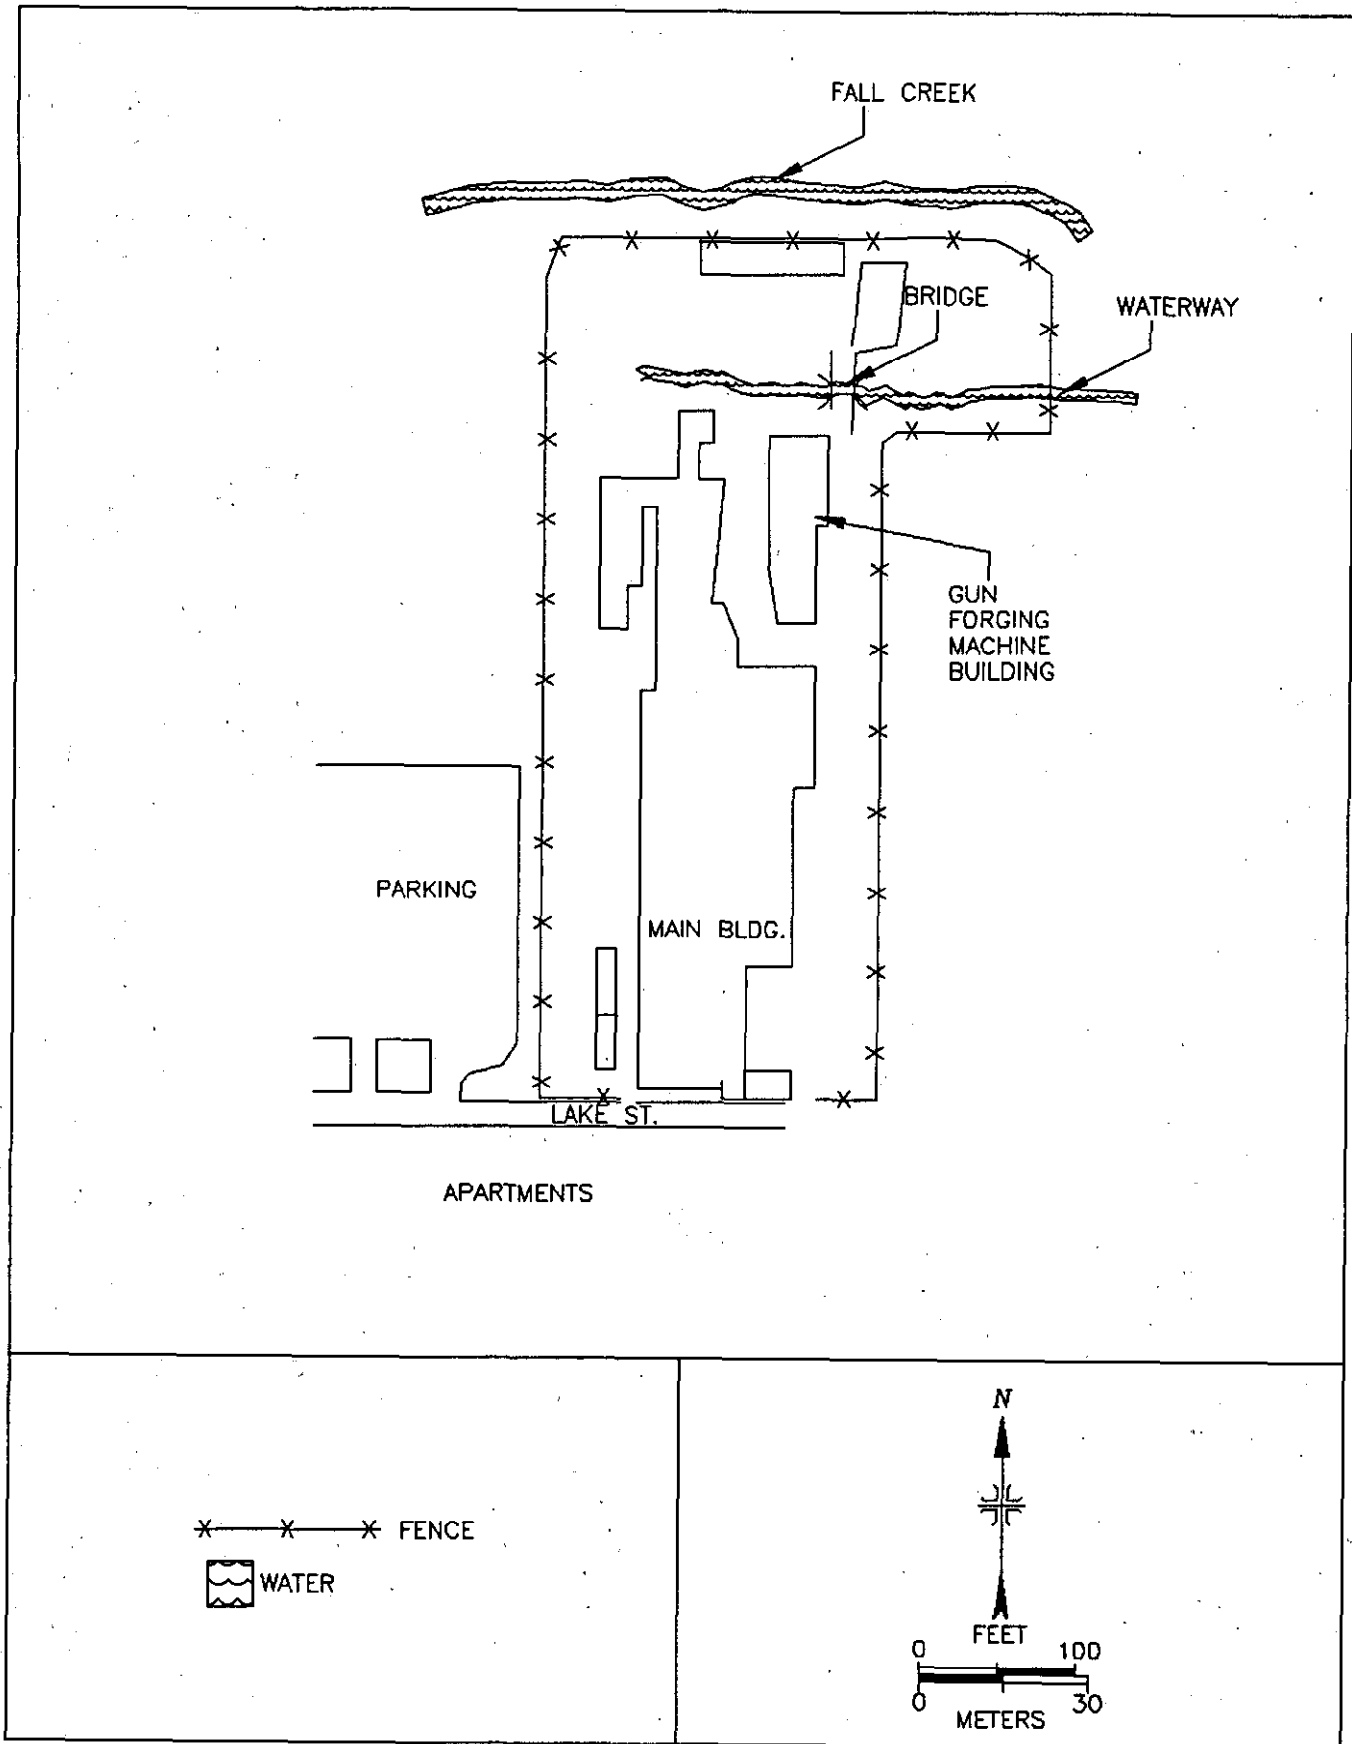 FALL CREEK
BRIDGE
WATERWAY
GUN
FORGING
MACHINE
BUILDING
PARKING
MAIN BLDG.
LAKE ST.
APARTMENTS
FENCE
WATER
N
FEET
0 100
0 30
METERS